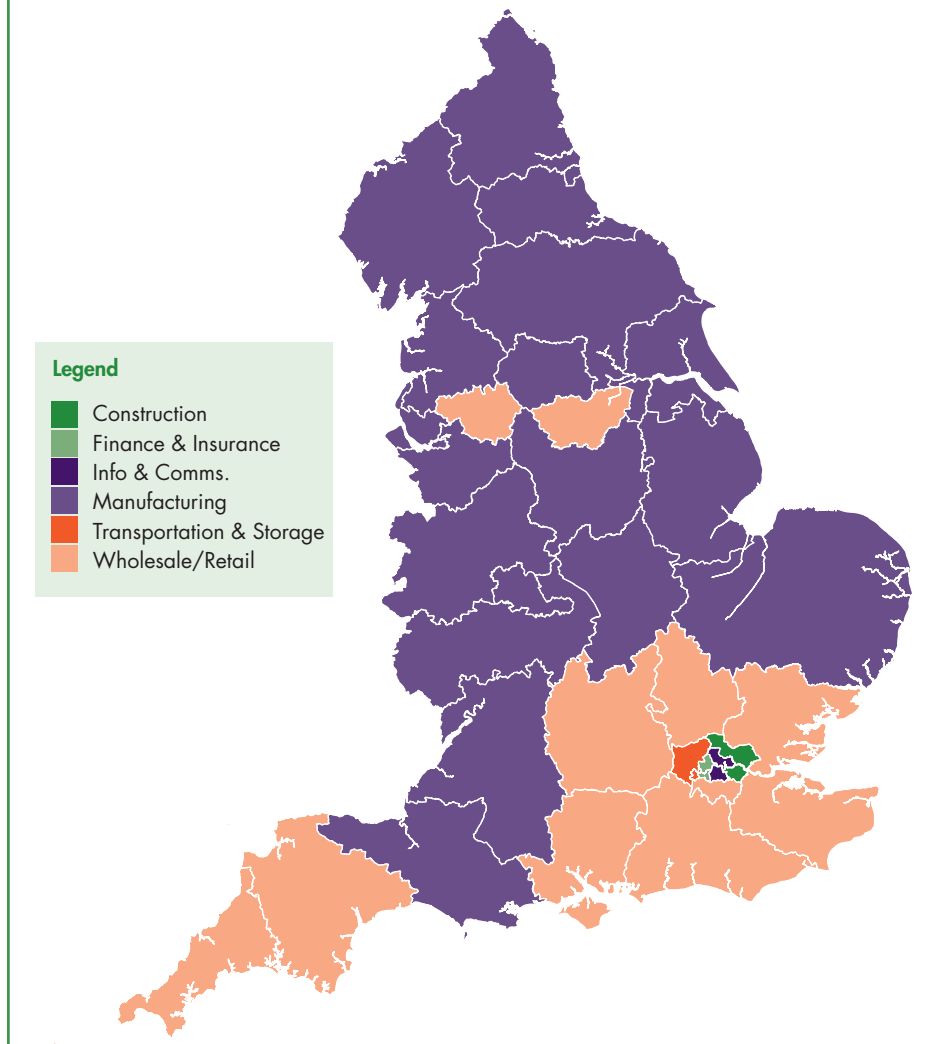 Legend
Construction
Finance & Insurance
Info & Comms.
Manufacturing
Transportation & Storage
Wholesale/Retail